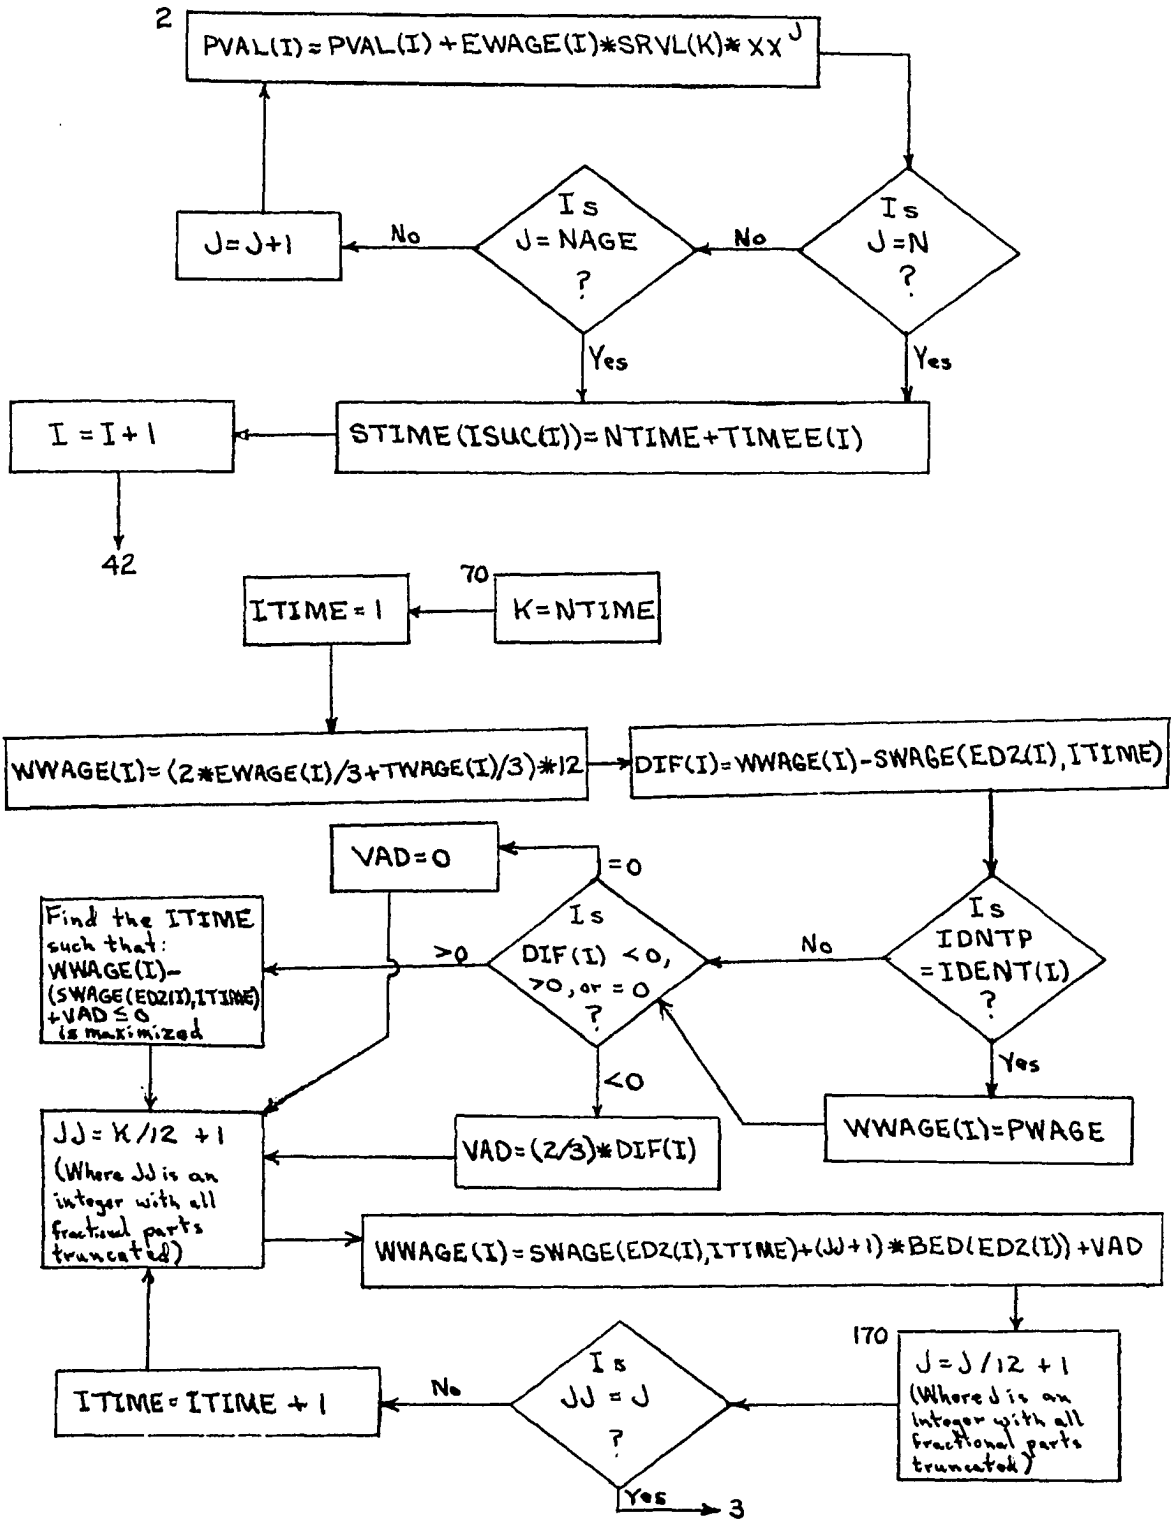 2
PVAL(I)=PVAL(I)+EWAGE(I)*SRVL(K)*XX^J
Is
J=N
?
No
Yes
Is
J=NAGE
?
No
Yes
J=J+1
STIME(ISUC(I))=NTIME+TIMEE(I)
I=I+1
42
70
K=NTIME
ITIME=1
WWAGE(I)=(2*EWAGE(I)/3+TWAGE(I)/3)*12
DIF(I)=WWAGE(I)-SWAGE(ED2(I),ITIME)
Is
IDNTP
=IDENT(I)
?
No
Yes
WWAGE(I)=PWAGE
Is
DIF(I) <0,
>0, or = 0
?
=0
>0
<0
VAD=0
Find the ITIME
such that:
WWAGE(I)-
(SWAGE(ED2(I),ITIME)
+VAD ≤ 0
is maximized
VAD=(2/3)*DIF(I)
JJ=K/12 +1
(Where JJ is an
integer with all
fractional parts
truncated)
WWAGE(I)=SWAGE(ED2(I),ITIME)+(JJ+1)*BED(ED2(I))+VAD
170
J=J/12 +1
(Where J is an
integer with all
fractional parts
truncated)
Is
JJ=J
?
No
Yes
3
ITIME=ITIME + 1